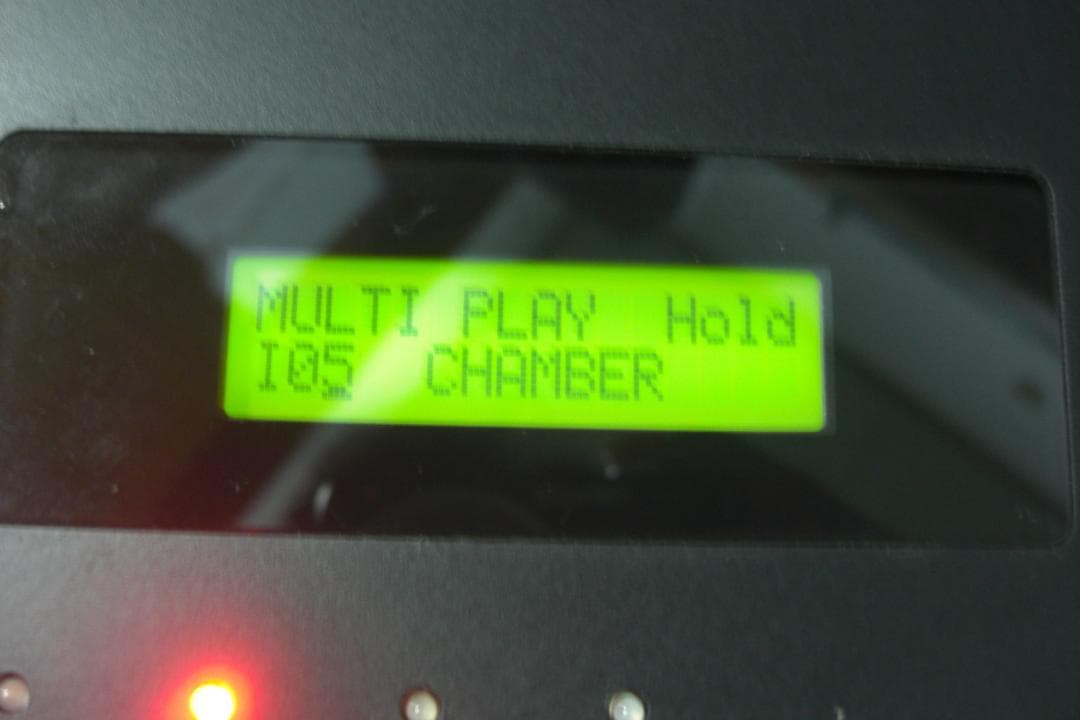 MULTI PLAY Hold
I05 CHAMBER